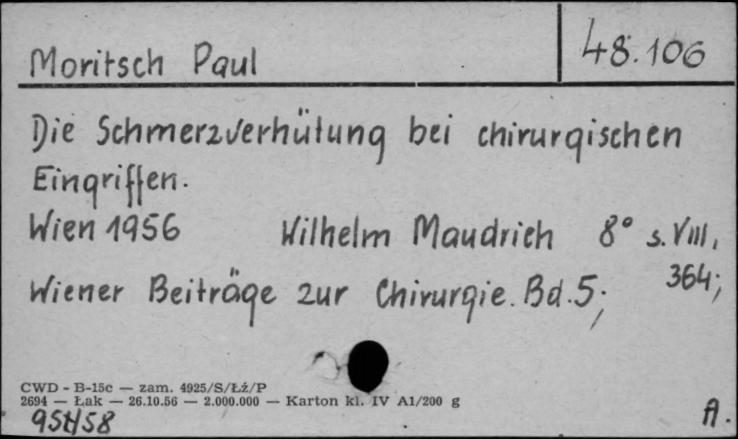 Moritsch Paul 48.106
Die Schmerzverhütung bei chirurgischen
Eingriffen.
Wien 1956 Wilhelm Maudrich 8° s. VIII,
364;
Wiener Beiträge zur Chirurgie. Bd. 5;
CWD - B-15c — zam. 4925/S/Łż/P
2694 — Łak — 26.10.56 — 2.000.000 — Karton kl. IV A1/200 g
A.